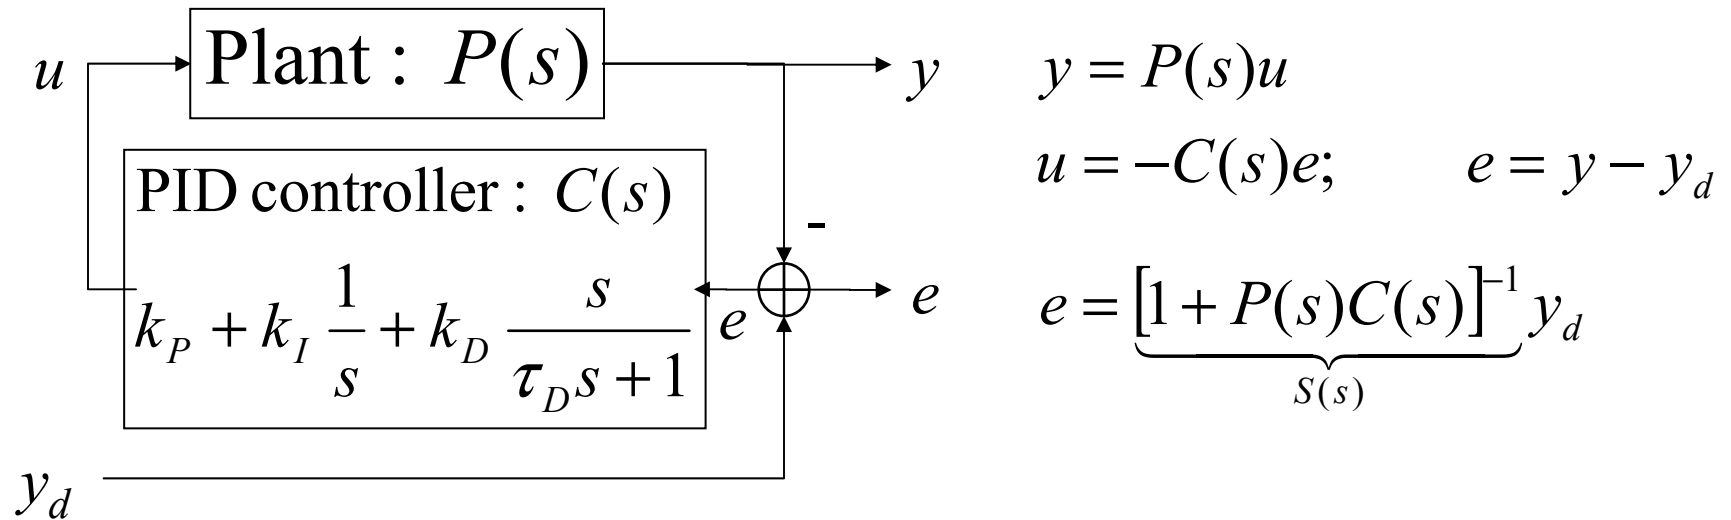 u
Plant : P(s)
y
PID controller : C(s)
k_P + k_I 1/s + k_D s/(τ_D s + 1)
-
e
e
y_d
y = P(s)u
u = −C(s)e; e = y − y_d
e = [1 + P(s)C(s)]^−1 y_d
S(s)